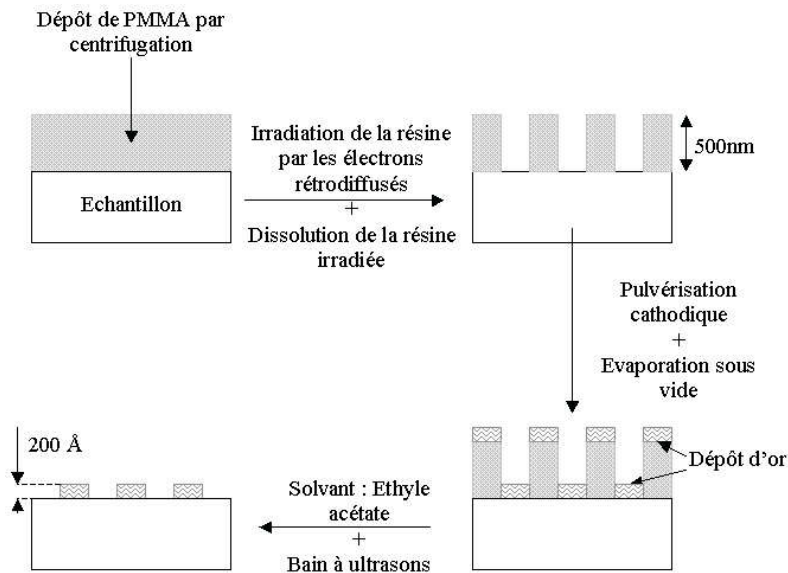 Dépôt de PMMA par
centrifugation
Echantillon
Irradiation de la résine
par les électrons
rétrodiffusés
+
Dissolution de la résine
irradiée
500nm
Pulvérisation
cathodique
+
Evaporation sous
vide
Dépôt d'or
Solvant : Ethyle
acétate
+
Bain à ultrasons
200 Å